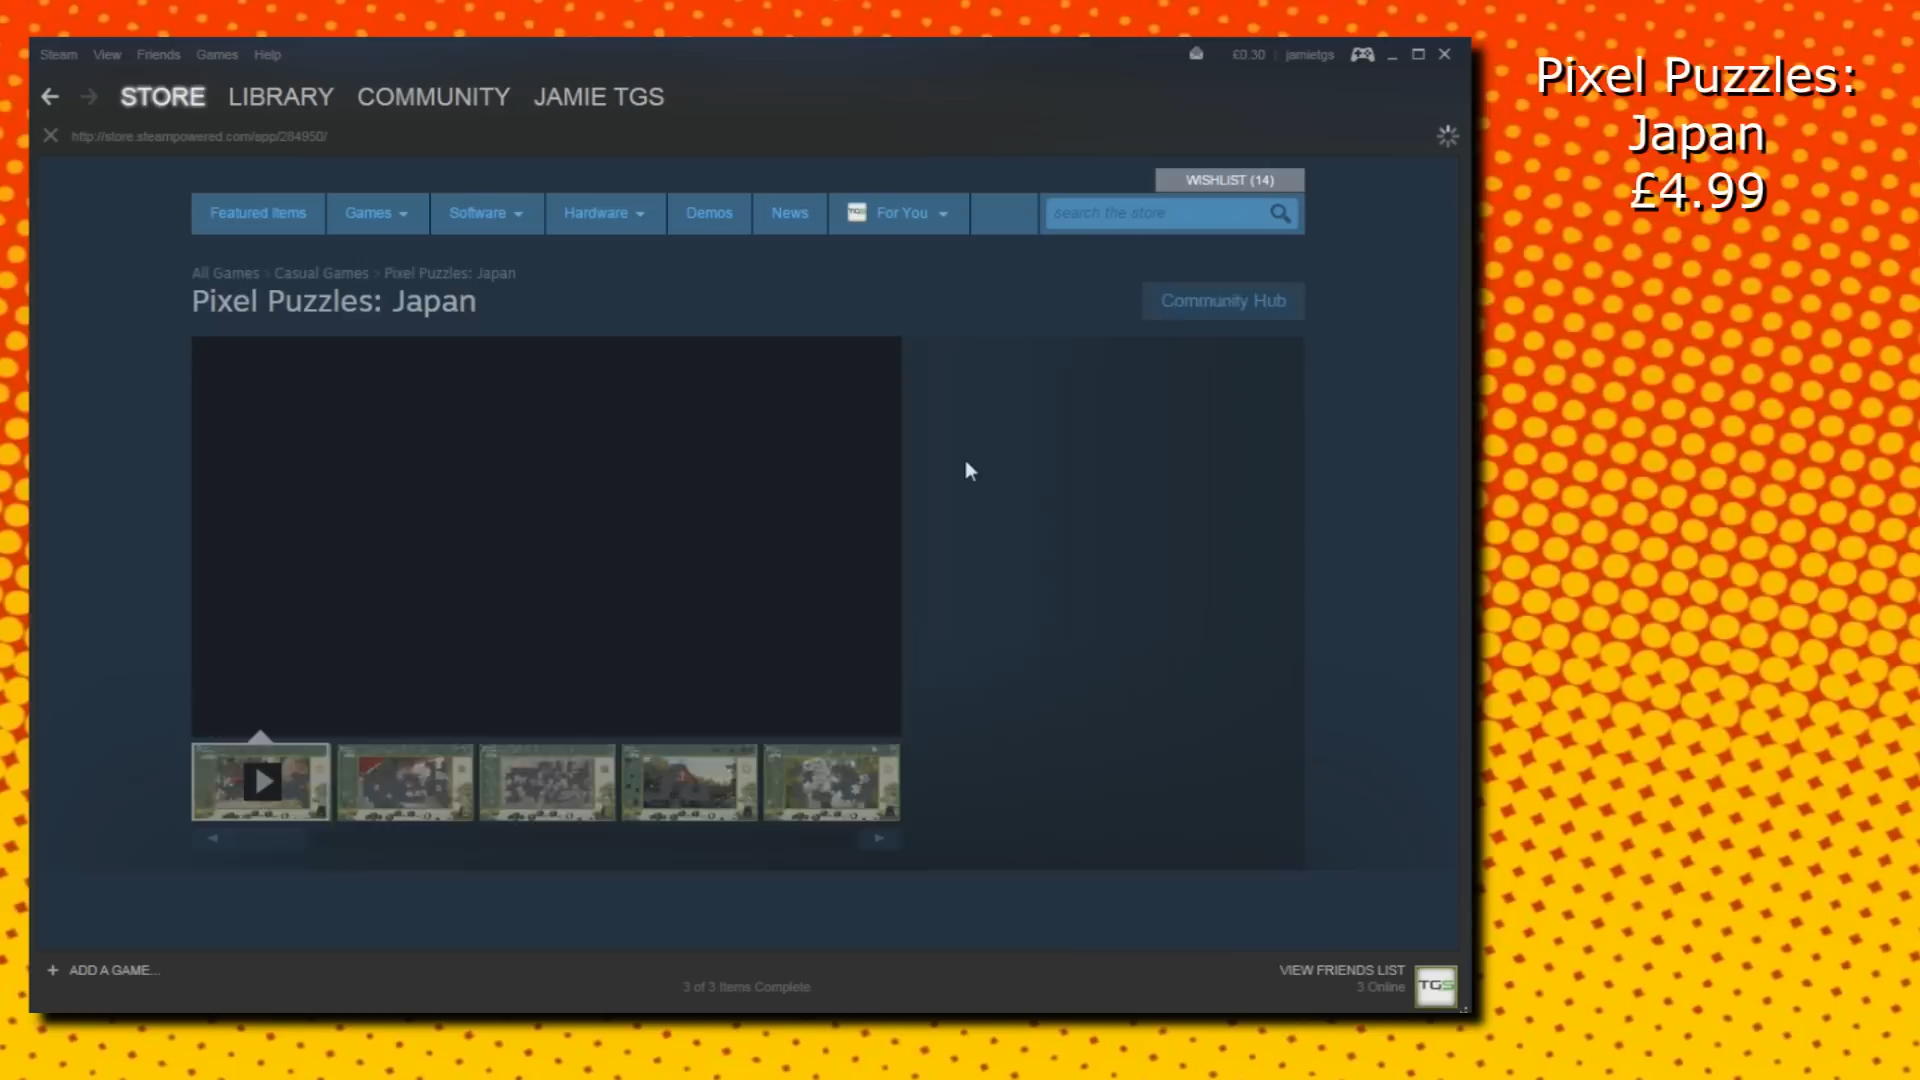 Steam View Friends Games Help
£0.30 jamietgs
STORE LIBRARY COMMUNITY JAMIE TGS
http://store.steampowered.com/app/284950/
WISHLIST (14)
Featured Items Games Software Hardware Demos News For You search the store
All Games > Casual Games > Pixel Puzzles: Japan
Pixel Puzzles: Japan
Community Hub
+ ADD A GAME...
3 of 3 Items Complete
VIEW FRIENDS LIST
3 Online
TGS
Pixel Puzzles:
Japan
£4.99